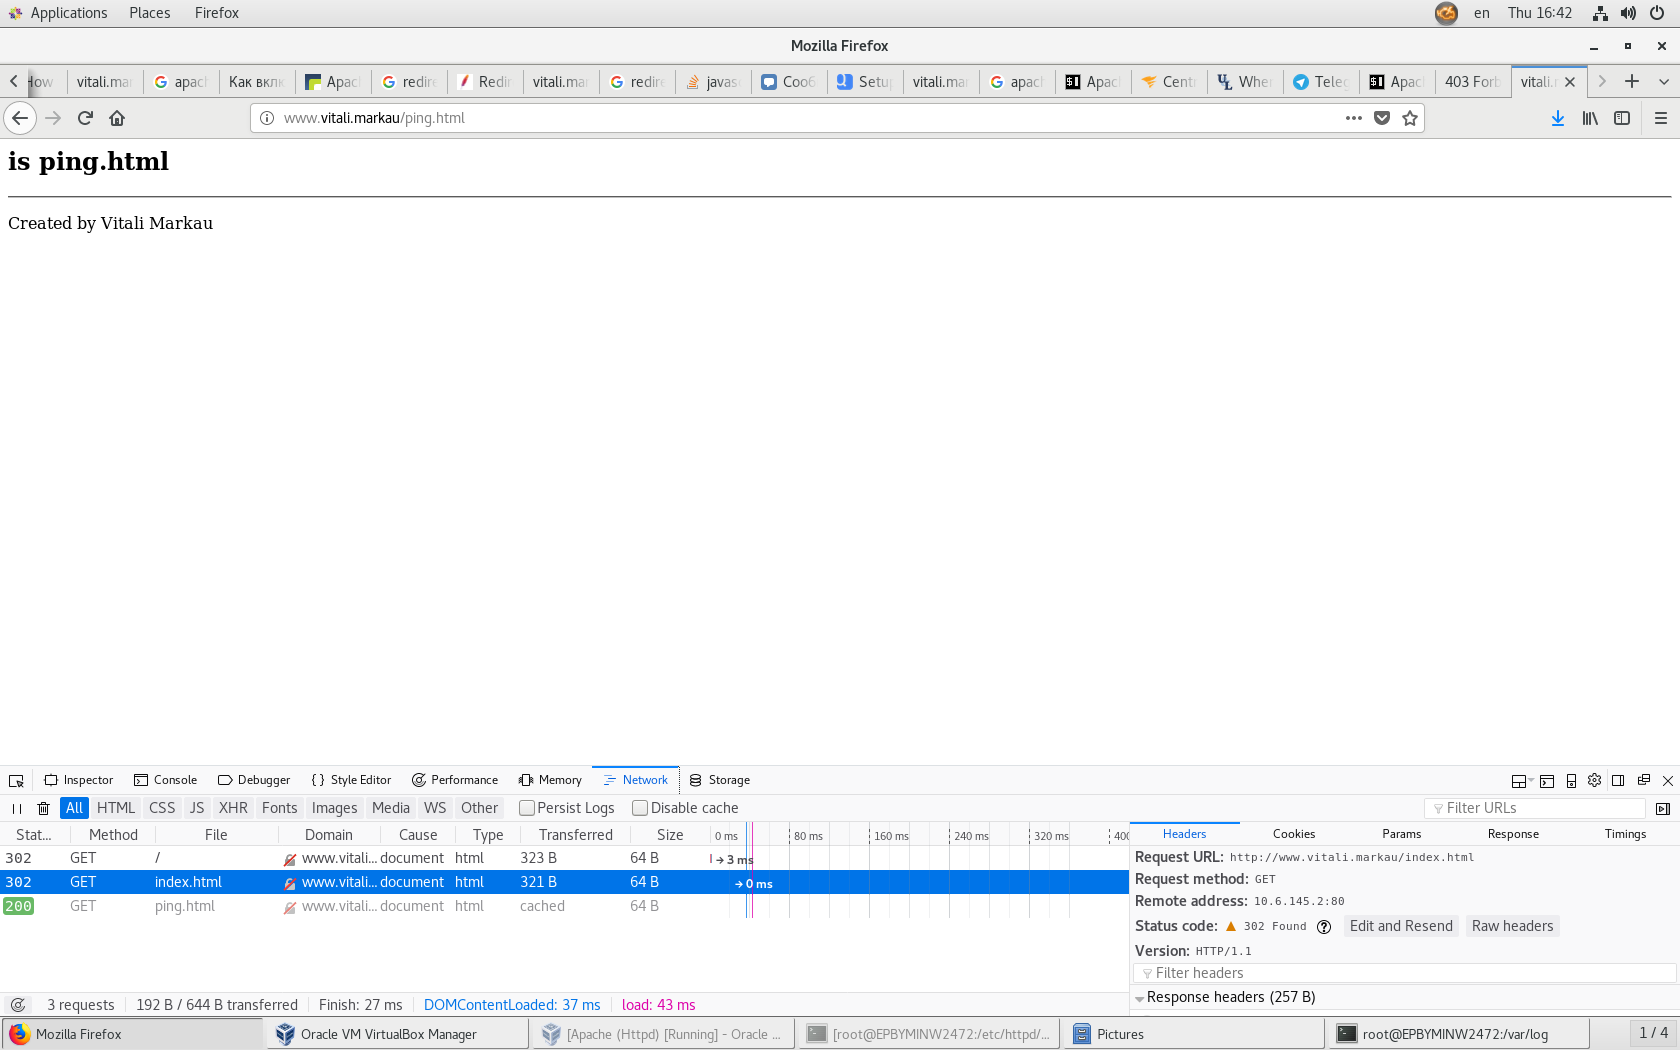 Applications Places Firefox en Thu 16:42
Mozilla Firefox
How vitali.mar apach Как вклю Apac redire Redir vitali.mar redire javas Сооб Setup vitali.mar apach Apac Centr When Teleg Apac 403 Forb vitali.r
www.vitali.markau/ping.html
is ping.html
Created by Vitali Markau
Inspector Console Debugger Style Editor Performance Memory Network Storage
All HTML CSS JS XHR Fonts Images Media WS Other Persist Logs Disable cache Filter URLs
Stat... Method File Domain Cause Type Transferred Size 0 ms 80 ms 160 ms 240 ms 320 ms 400 Headers Cookies Params Response Timings
302 GET / www.vitali... document html 323 B 64 B → 3 ms
302 GET index.html www.vitali... document html 321 B 64 B → 0 ms
200 GET ping.html www.vitali... document html cached 64 B
Request URL: http://www.vitali.markau/index.html
Request method: GET
Remote address: 10.6.145.2:80
Status code: 302 Found Edit and Resend Raw headers
Version: HTTP/1.1
Filter headers
Response headers (257 B)
3 requests 192 B / 644 B transferred Finish: 27 ms DOMContentLoaded: 37 ms load: 43 ms
Mozilla Firefox Oracle VM VirtualBox Manager [Apache (Httpd) [Running] - Oracle ... [root@EPBYMINW2472:/etc/httpd/... Pictures root@EPBYMINW2472:/var/log 1 / 4